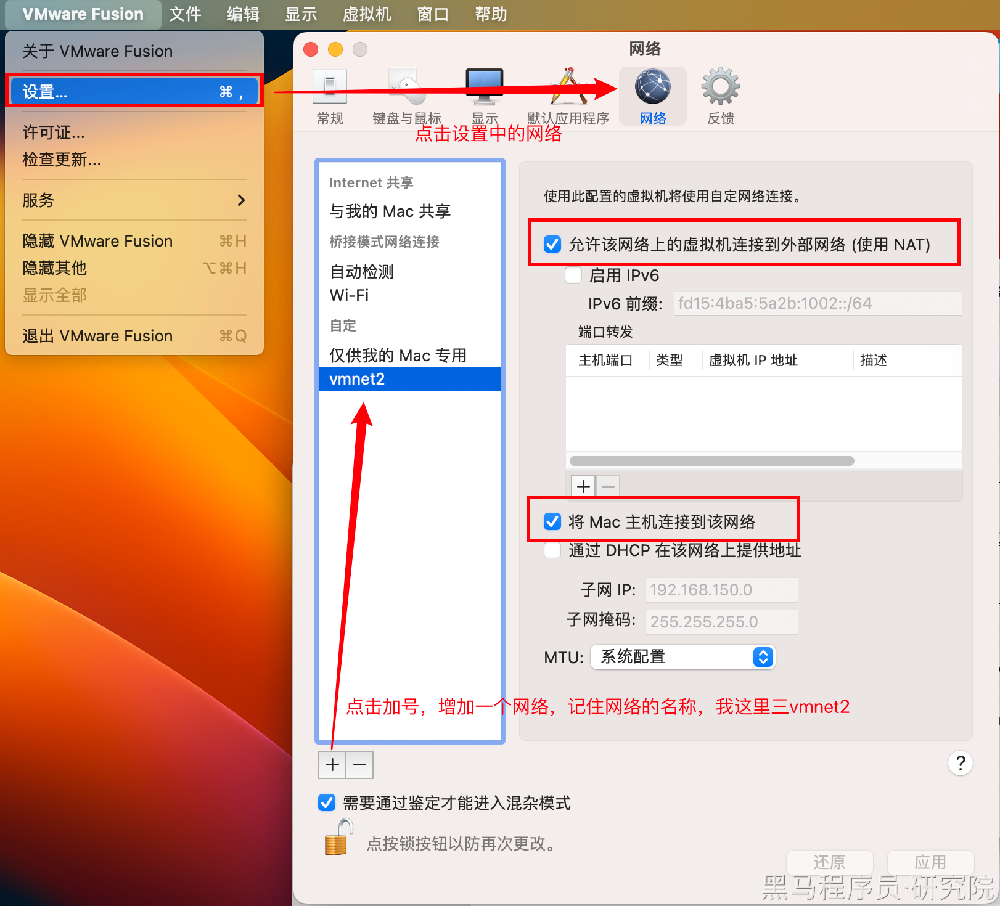 VMware Fusion 文件 编辑 显示 虚拟机 窗口 帮助
关于 VMware Fusion
设置... ⌘ ,
许可证...
检查更新...
服务
隐藏 VMware Fusion ⌘H
隐藏其他 ⌥⌘H
显示全部
退出 VMware Fusion ⌘Q
网络
常规 键盘与鼠标 显示 默认应用程序 网络 反馈
点击设置中的网络
Internet 共享
与我的 Mac 共享
桥接模式网络连接
自动检测
Wi-Fi
自定
仅供我的 Mac 专用
vmnet2
使用此配置的虚拟机将使用自定网络连接。
允许该网络上的虚拟机连接到外部网络 (使用 NAT)
启用 IPv6
IPv6 前缀: fd15:4ba5:5a2b:1002::/64
端口转发
主机端口 类型 虚拟机 IP 地址 描述
将 Mac 主机连接到该网络
通过 DHCP 在该网络上提供地址
子网 IP: 192.168.150.0
子网掩码: 255.255.255.0
MTU: 系统配置
点击加号，增加一个网络，记住网络的名称，我这里三vmnet2
?
需要通过鉴定才能进入混杂模式
点按锁按钮以防再次更改。
还原 应用
黑马程序员·研究院